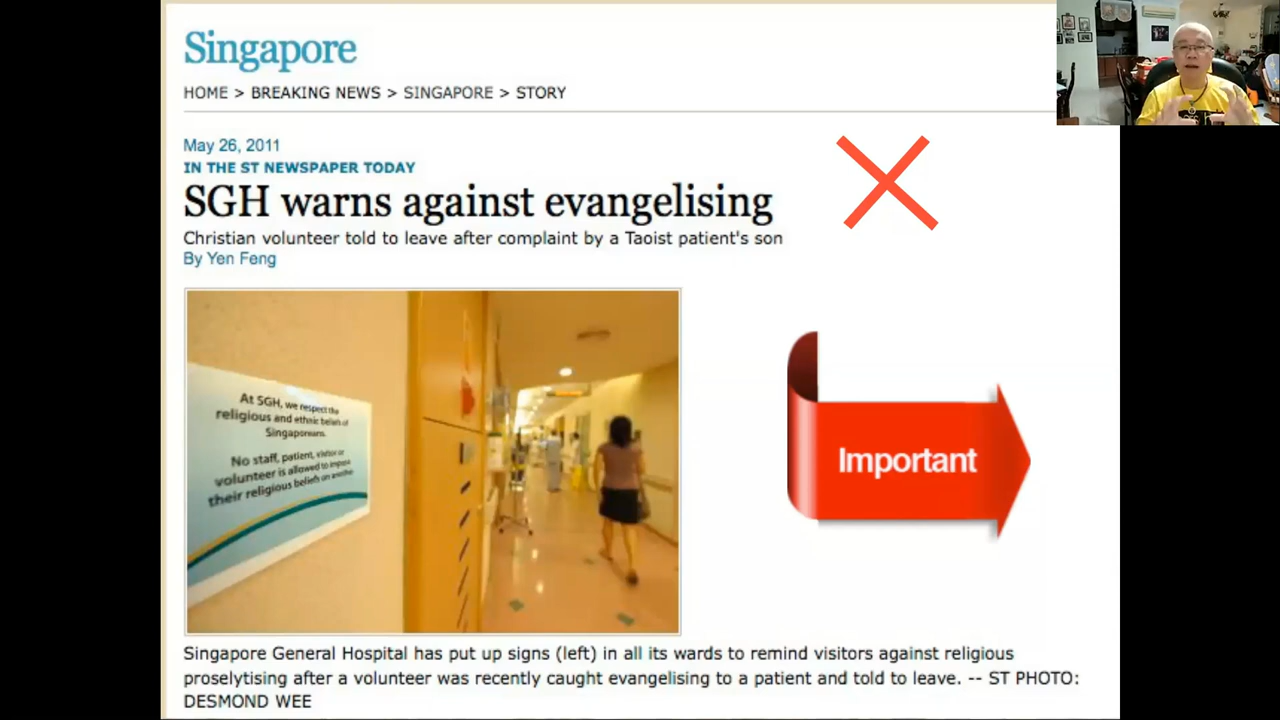 Singapore
HOME > BREAKING NEWS > SINGAPORE > STORY
May 26, 2011
IN THE ST NEWSPAPER TODAY
SGH warns against evangelising
Christian volunteer told to leave after complaint by a Taoist patient's son
By Yen Feng
At SGH, we respect the
religious and ethnic beliefs of
Singaporeans.
No staff, patient, visitor or
volunteer is allowed to impose
their religious beliefs on another
Important
Singapore General Hospital has put up signs (left) in all its wards to remind visitors against religious
proselytising after a volunteer was recently caught evangelising to a patient and told to leave. -- ST PHOTO:
DESMOND WEE